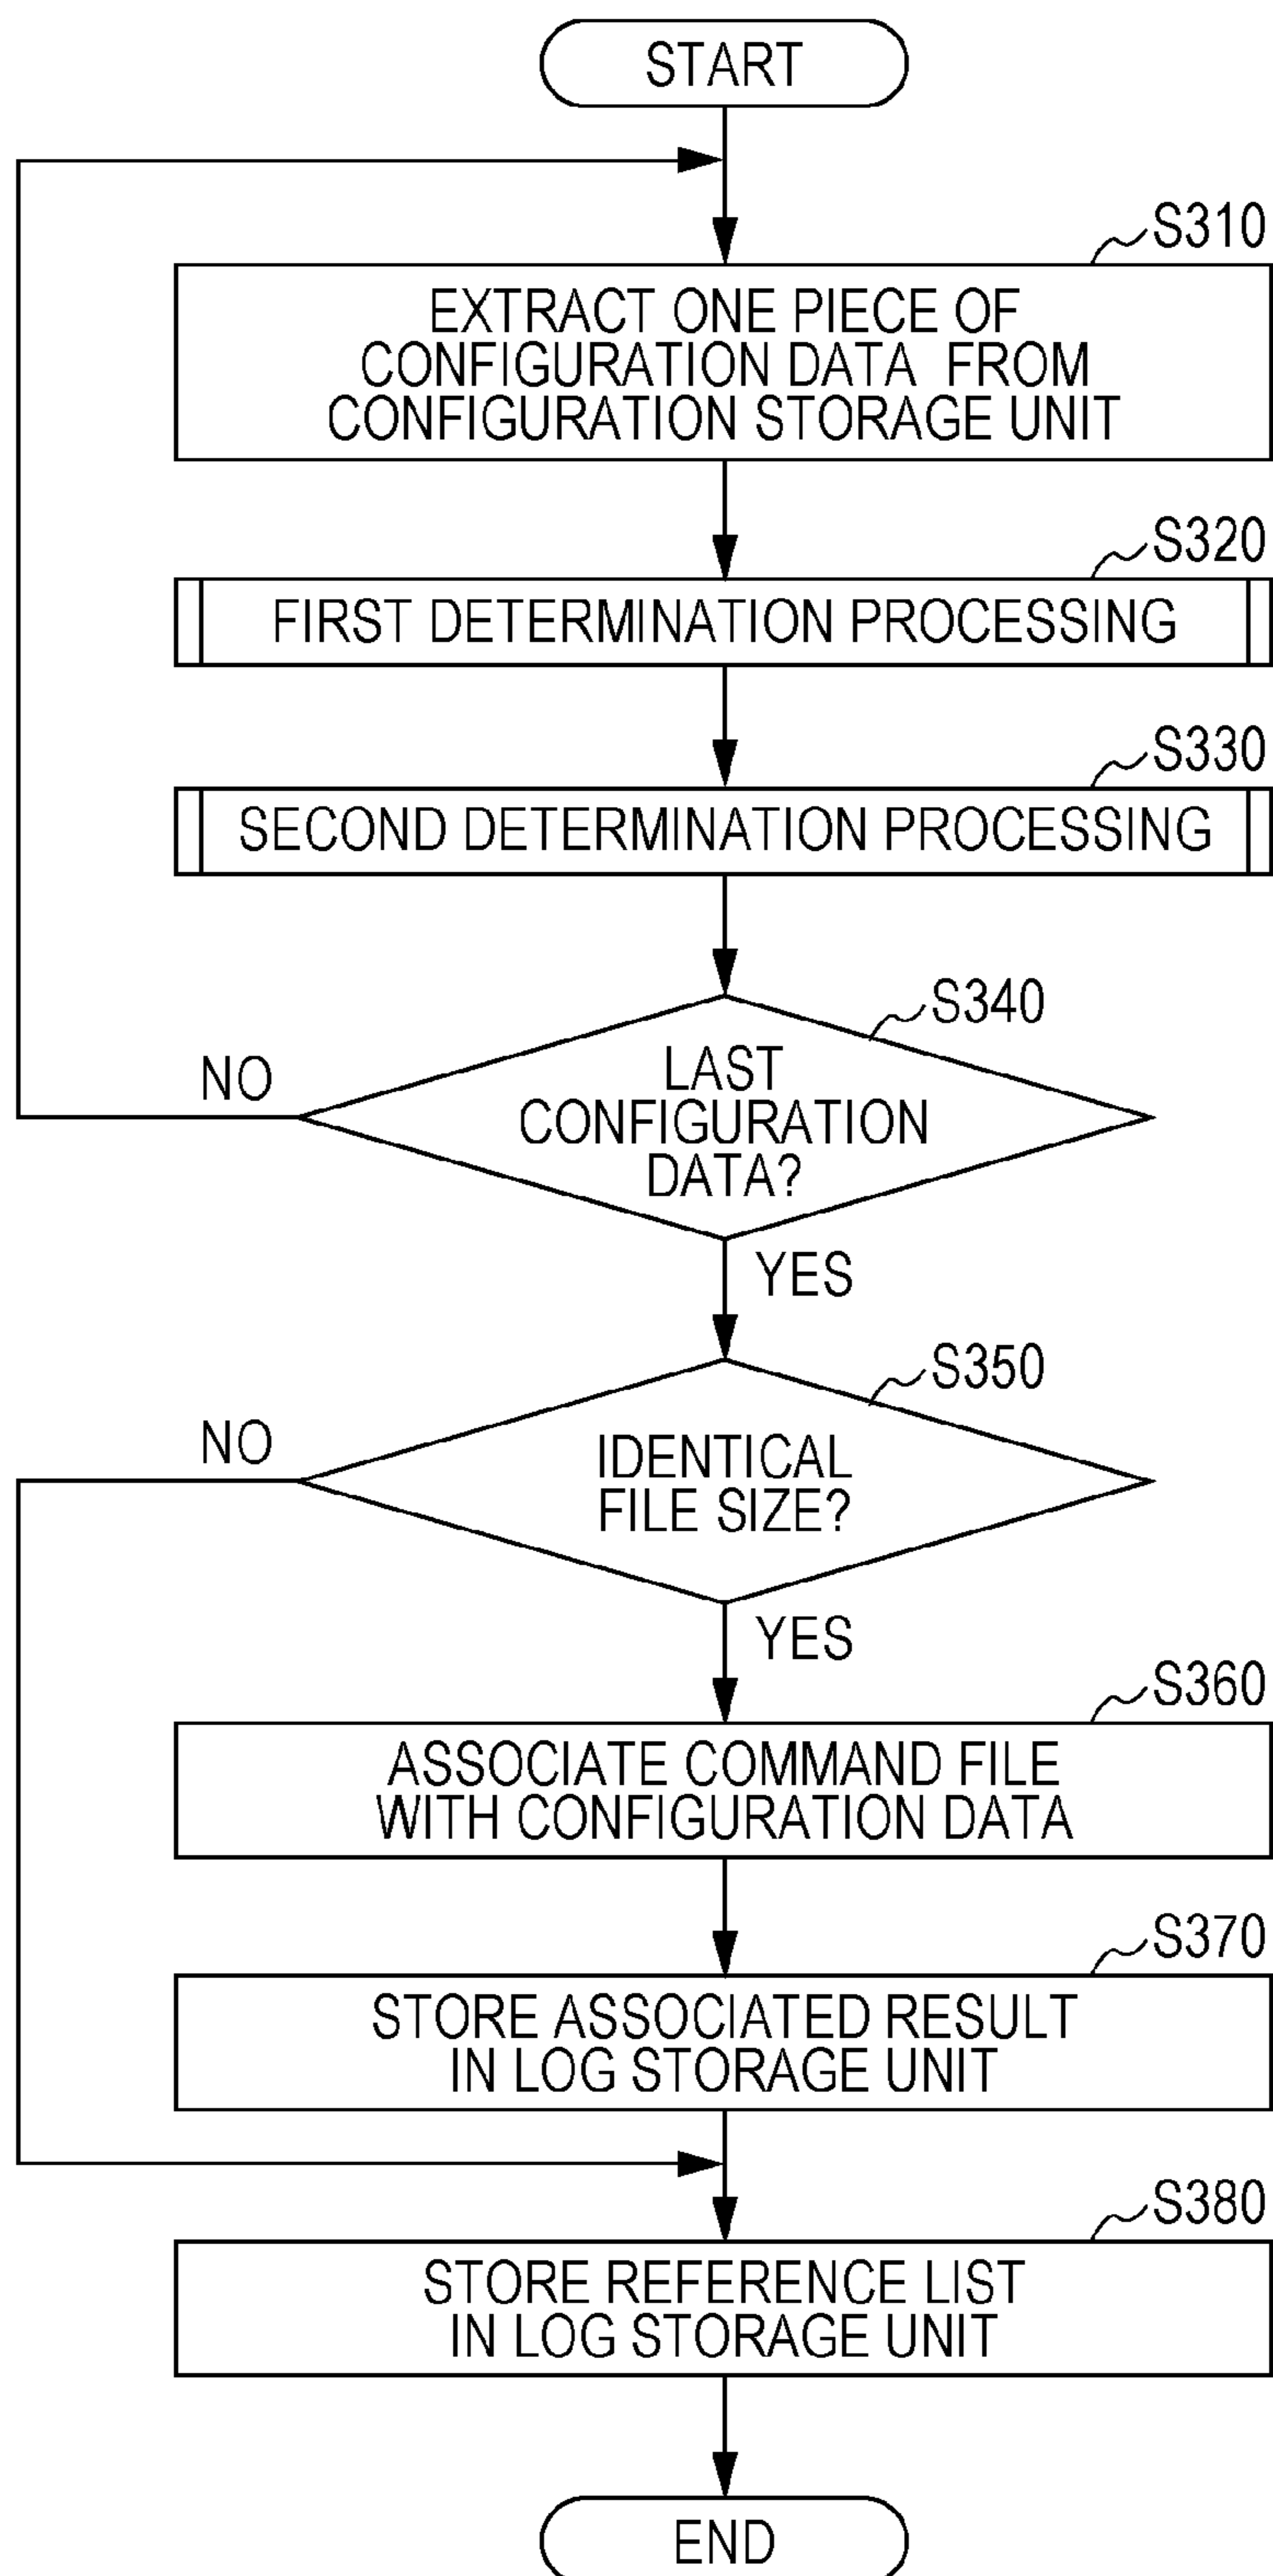 START
S310
EXTRACT ONE PIECE OF
CONFIGURATION DATA FROM
CONFIGURATION STORAGE UNIT
S320
FIRST DETERMINATION PROCESSING
S330
SECOND DETERMINATION PROCESSING
S340
NO
LAST
CONFIGURATION
DATA?
YES
S350
NO
IDENTICAL
FILE SIZE?
YES
S360
ASSOCIATE COMMAND FILE
WITH CONFIGURATION DATA
S370
STORE ASSOCIATED RESULT
IN LOG STORAGE UNIT
S380
STORE REFERENCE LIST
IN LOG STORAGE UNIT
END